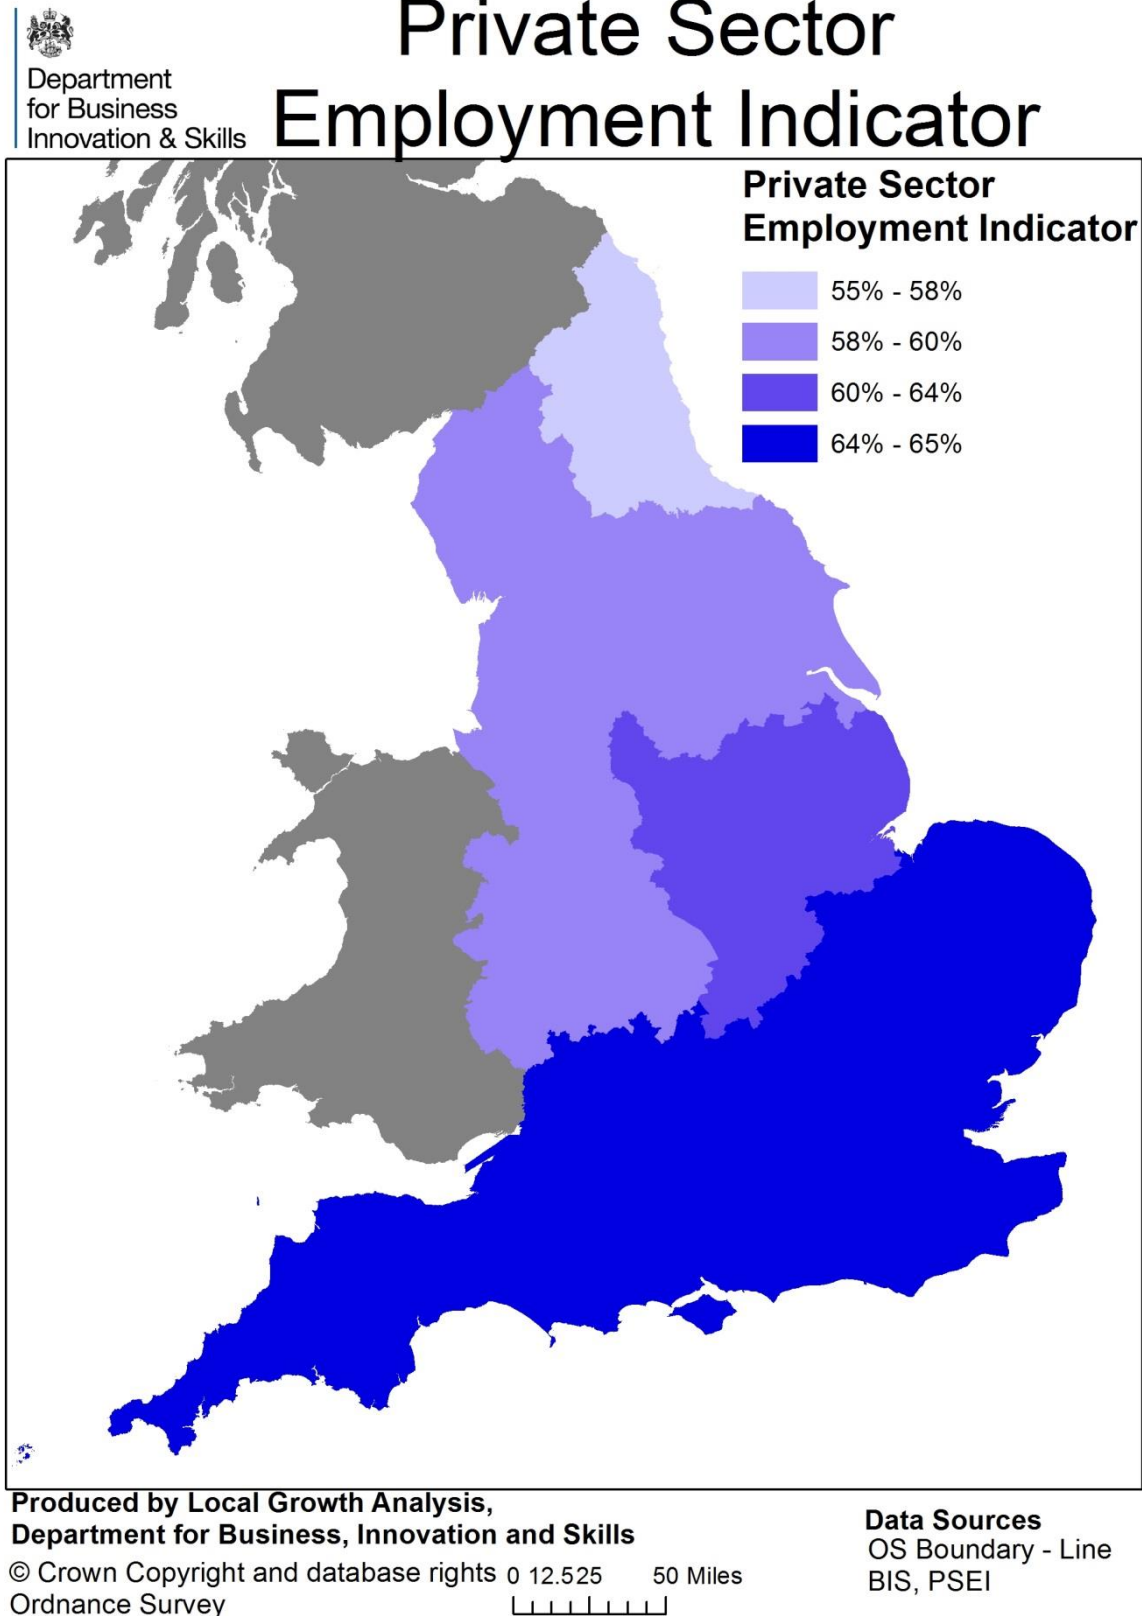 Department
for Business
Innovation & Skills
Private Sector
Employment Indicator
Private Sector
Employment Indicator
55% - 58%
58% - 60%
60% - 64%
64% - 65%
Produced by Local Growth Analysis,
Department for Business, Innovation and Skills
© Crown Copyright and database rights
Ordnance Survey
0 12.525 50 Miles
Data Sources
OS Boundary - Line
BIS, PSEI